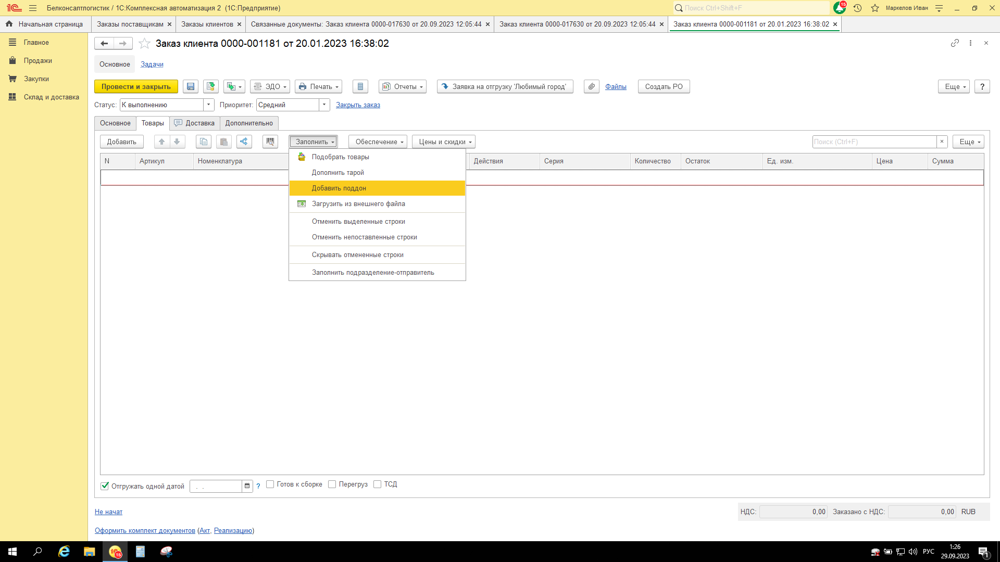 Белконсалтлогистик / 1С:Комплексная автоматизация 2 (1С:Предприятие)
Поиск Ctrl+Shift+F
15
Маркелов Иван
Начальная страница
Заказы поставщикам
Заказы клиентов
Связанные документы: Заказ клиента 0000-017630 от 20.09.2023 12:05:44
Заказ клиента 0000-017630 от 20.09.2023 12:05:44
Заказ клиента 0000-001181 от 20.01.2023 16:38:02
Главное
Продажи
Закупки
Склад и доставка
Заказ клиента 0000-001181 от 20.01.2023 16:38:02
Основное Задачи
Провести и закрыть
ЭДО
Печать
Отчеты
Заявка на отгрузку 'Любимый город'
Файлы
Создать РО
Еще
?
Статус: К выполнению
Приоритет: Средний
Закрыть заказ
Основное
Товары
Доставка
Дополнительно
Добавить
Заполнить
Обеспечение
Цены и скидки
Поиск (Ctrl+F)
Еще
N
Артикул
Номенклатура
Действия
Серия
Количество
Остаток
Ед. изм.
Цена
Сумма
Подобрать товары
Дополнить тарой
Добавить поддон
Загрузить из внешнего файла
Отменить выделенные строки
Отменить непоставленные строки
Скрывать отмененные строки
Заполнить подразделение-отправитель
Отгружать одной датой
. .
?
Готов к сборке
Перегруз
ТСД
Не начат
НДС: 0,00
Заказано с НДС: 0,00 RUB
Оформить комплект документов (Акт, Реализацию)
15
РУС
1:26
29.09.2023
1